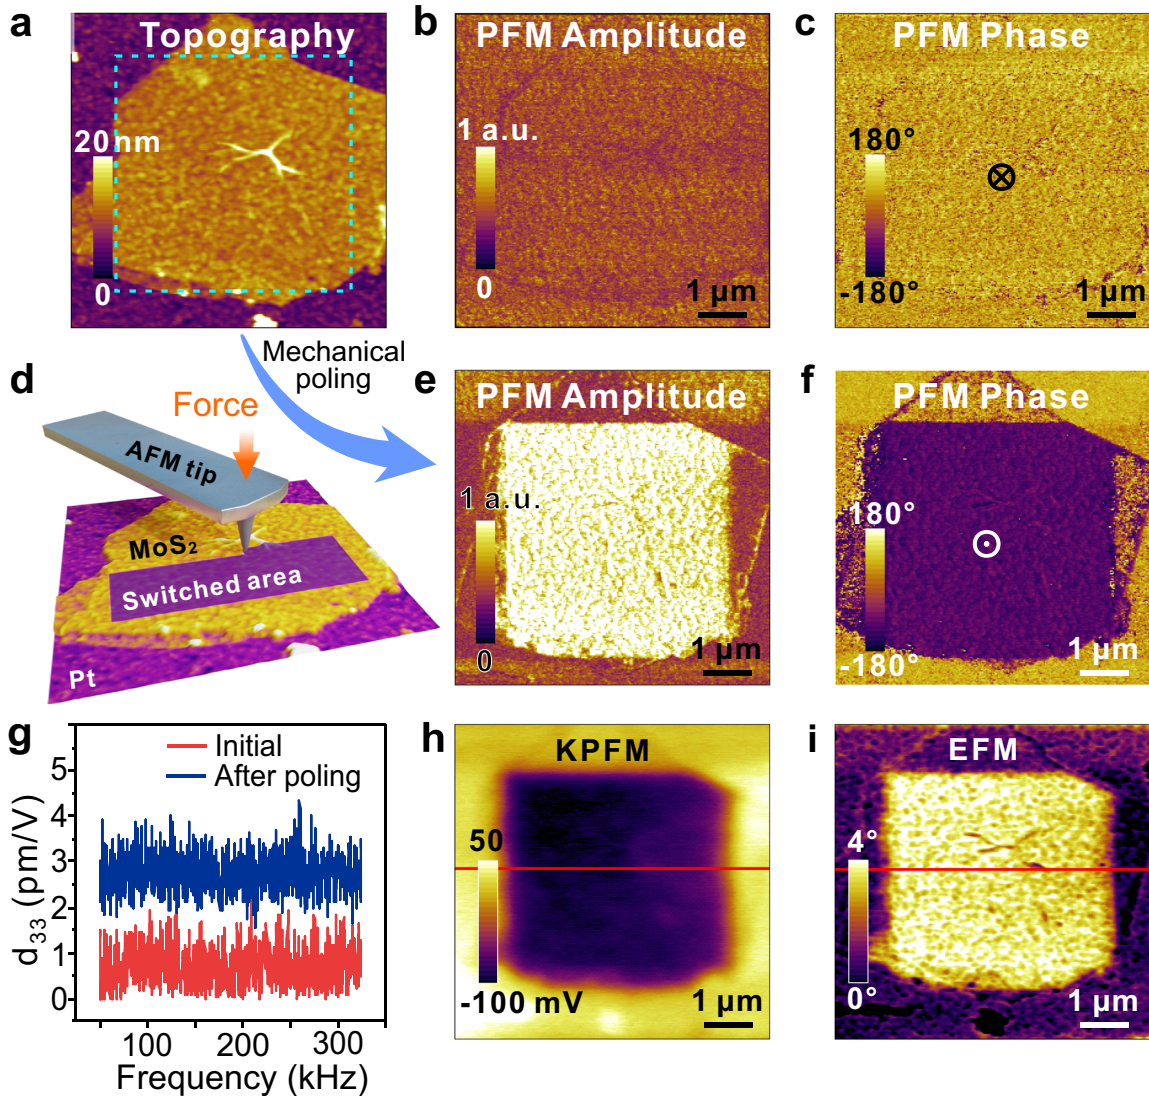 a
Topography
20 nm
0
b
PFM Amplitude
1 a.u.
0
1 μm
c
PFM Phase
180°
-180°
1 μm
d
Mechanical
poling
Force
AFM tip
MoS2
Switched area
Pt
e
PFM Amplitude
1 a.u.
0
1 μm
f
PFM Phase
180°
-180°
1 μm
g
Initial
After poling
d33 (pm/V)
5
4
3
2
1
0
100
200
300
Frequency (kHz)
h
KPFM
50
-100 mV
1 μm
i
EFM
4°
0°
1 μm